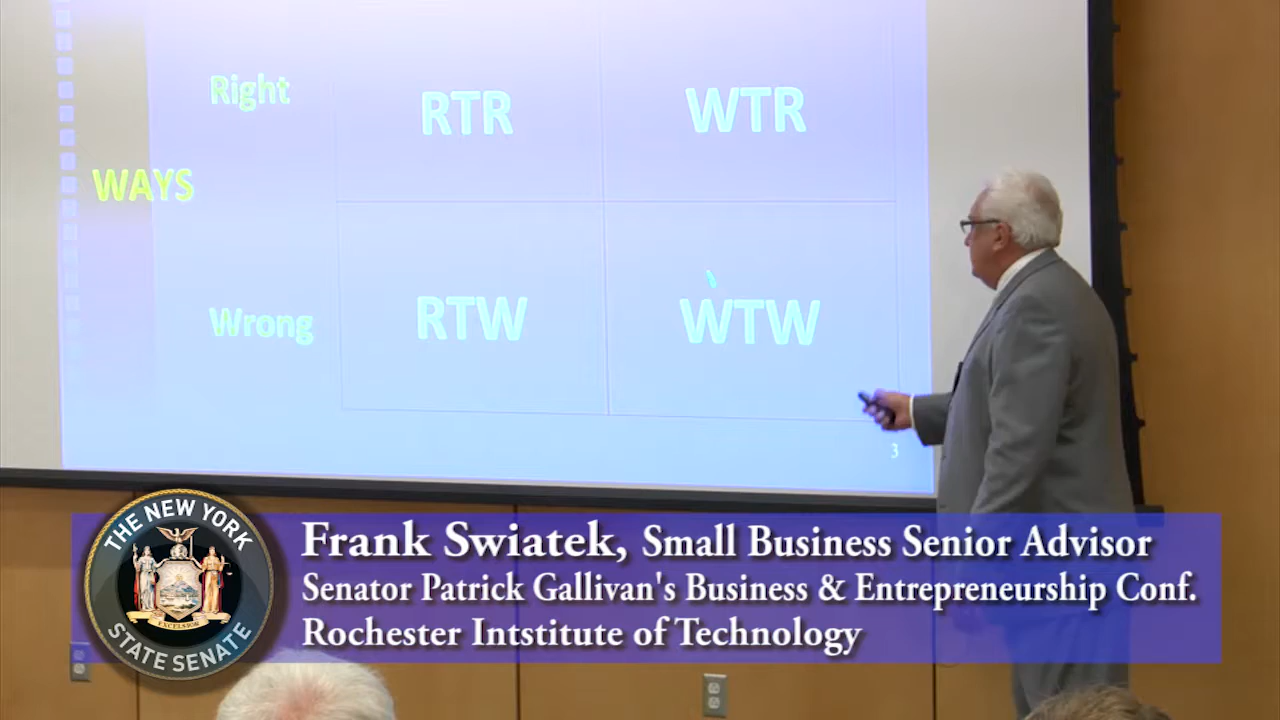 Right
RTR
WTR
WAYS
Wrong
RTW
WTW
3
THE NEW YORK
STATE SENATE
EXCELSIOR
Frank Swiatek, Small Business Senior Advisor
Senator Patrick Gallivan's Business & Entrepreneurship Conf.
Rochester Intstitute of Technology